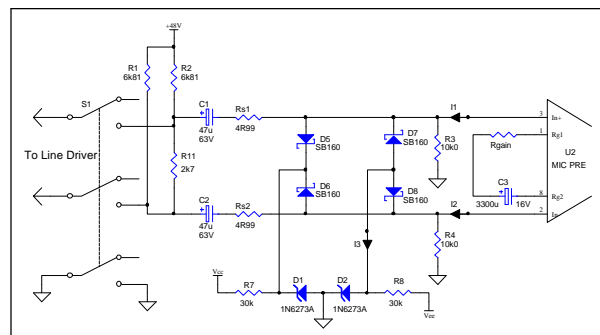 +48V
R1
6k81
R2
6k81
S1
C1
+
47u
63V
Rs1
4R99
I1
3
In+
1
Rg1
D5
SB160
D7
SB160
R3
10k0
Rgain
U2
MIC PRE
To Line Driver
R11
2k7
D6
SB160
D8
SB160
C3
+
3300u
16V
8
Rg2
2
In-
C2
+
47u
63V
Rs2
4R99
I2
I3
R4
10k0
Vcc
R7
30k
D1
1N6273A
D2
1N6273A
R8
30k
Vcc